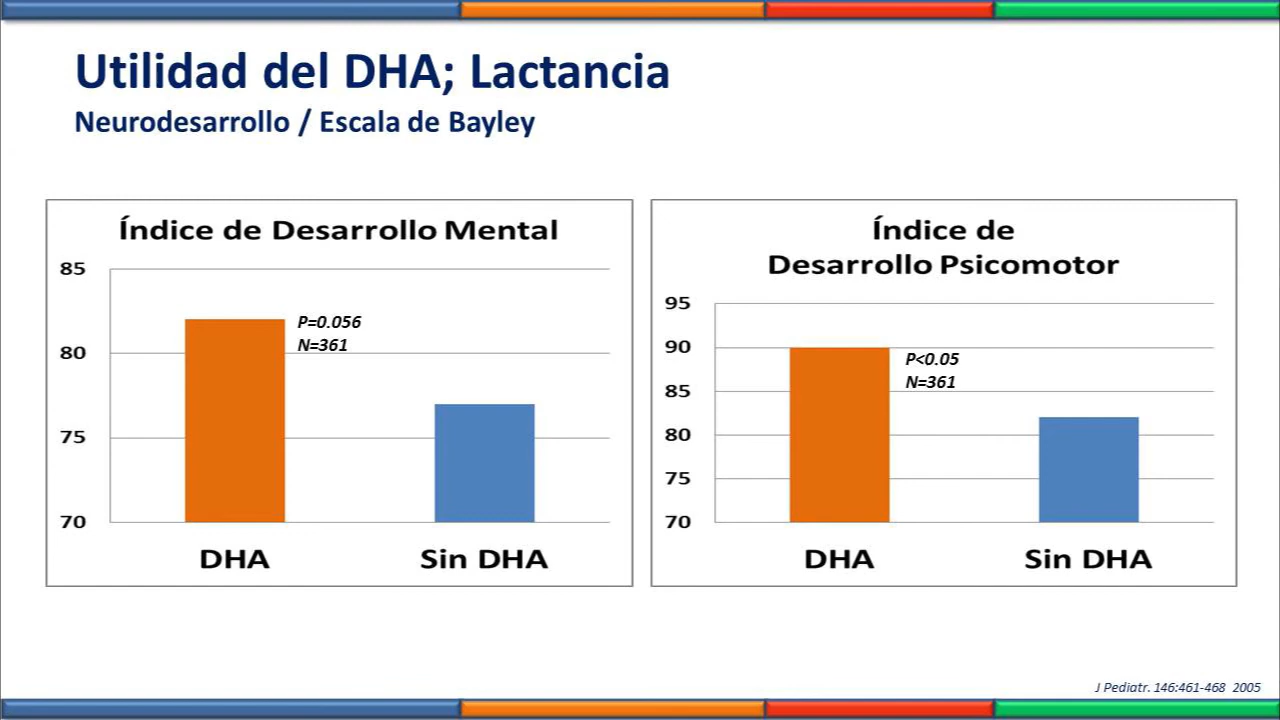 Utilidad del DHA; Lactancia
Neurodesarrollo / Escala de Bayley
Índice de Desarrollo Mental
85
80
75
70
P=0.056
N=361
DHA
Sin DHA
Índice de
Desarrollo Psicomotor
95
90
85
80
75
70
P<0.05
N=361
DHA
Sin DHA
J Pediatr. 146:461-468 2005